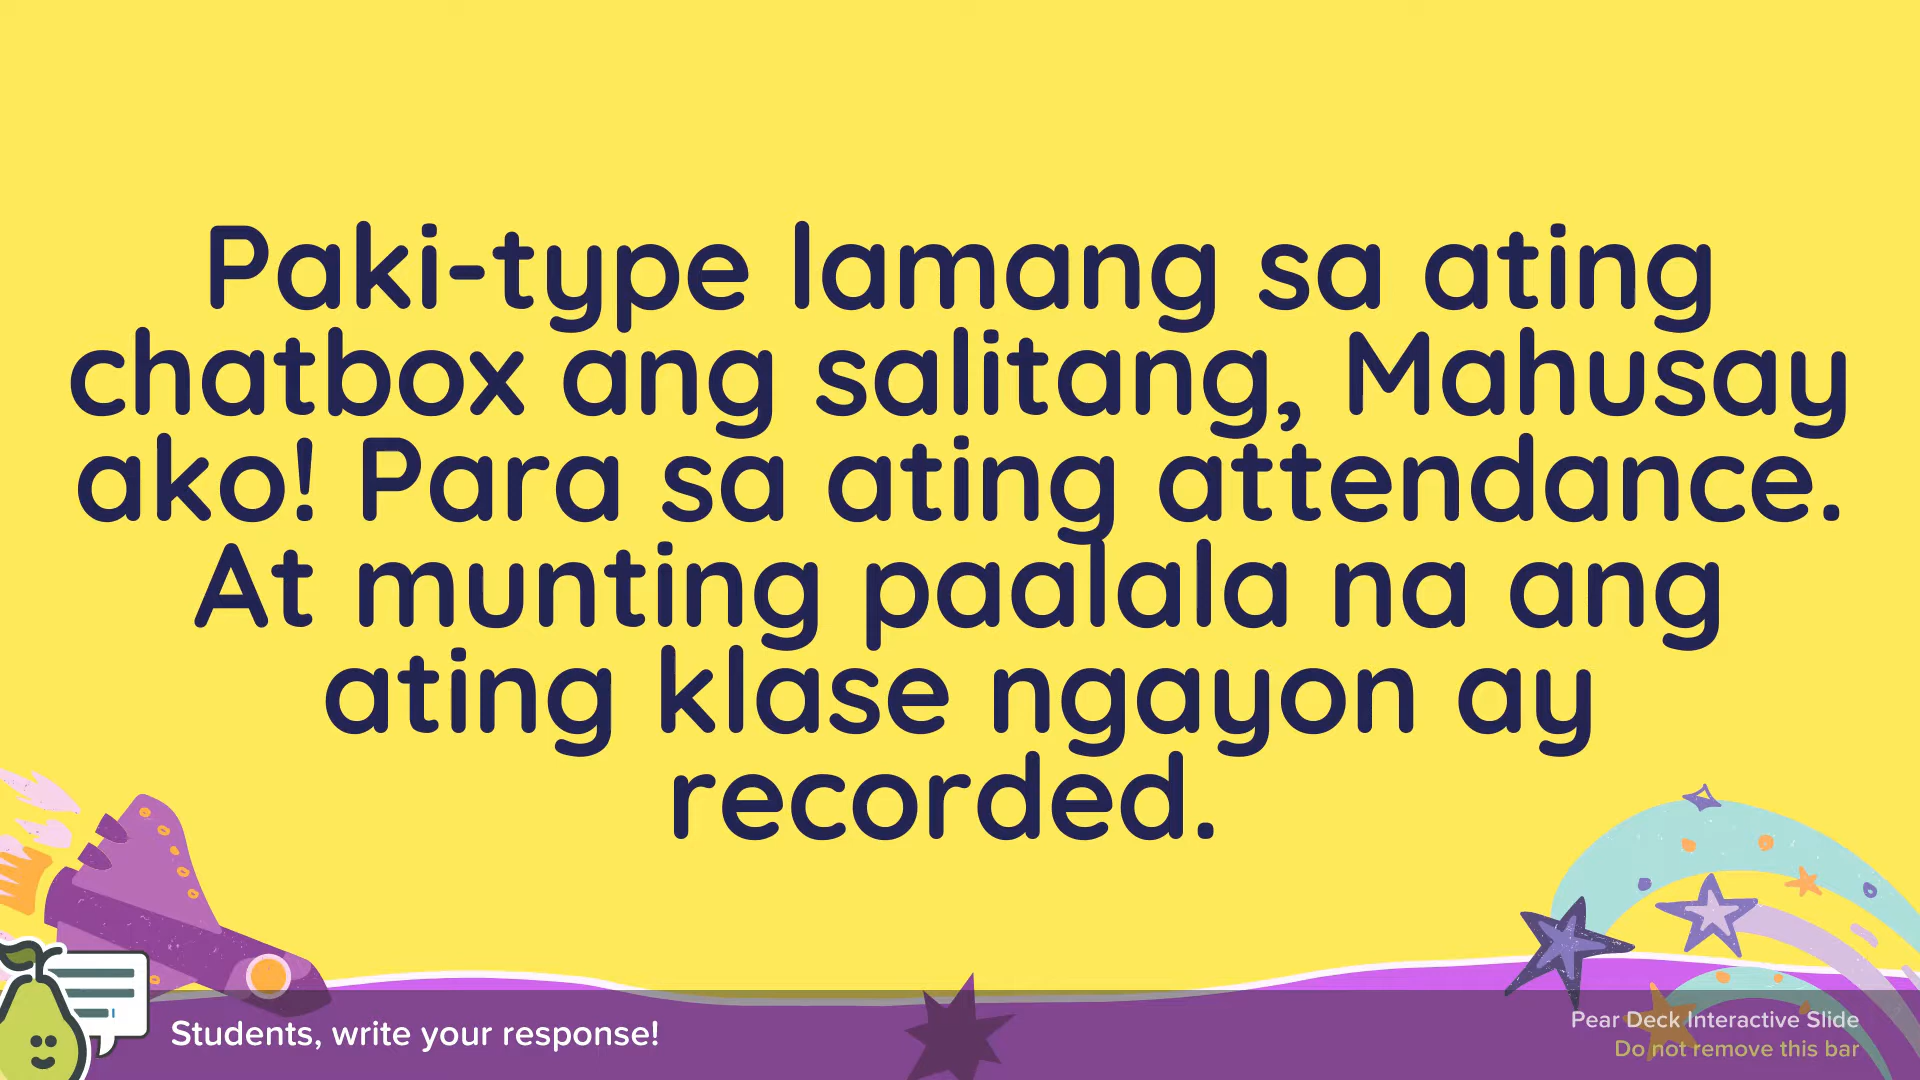 Paki-type lamang sa ating
chatbox ang salitang, Mahusay
ako! Para sa ating attendance.
At munting paalala na ang
ating klase ngayon ay
recorded.
Students, write your response!
Pear Deck Interactive Slide
Do not remove this bar